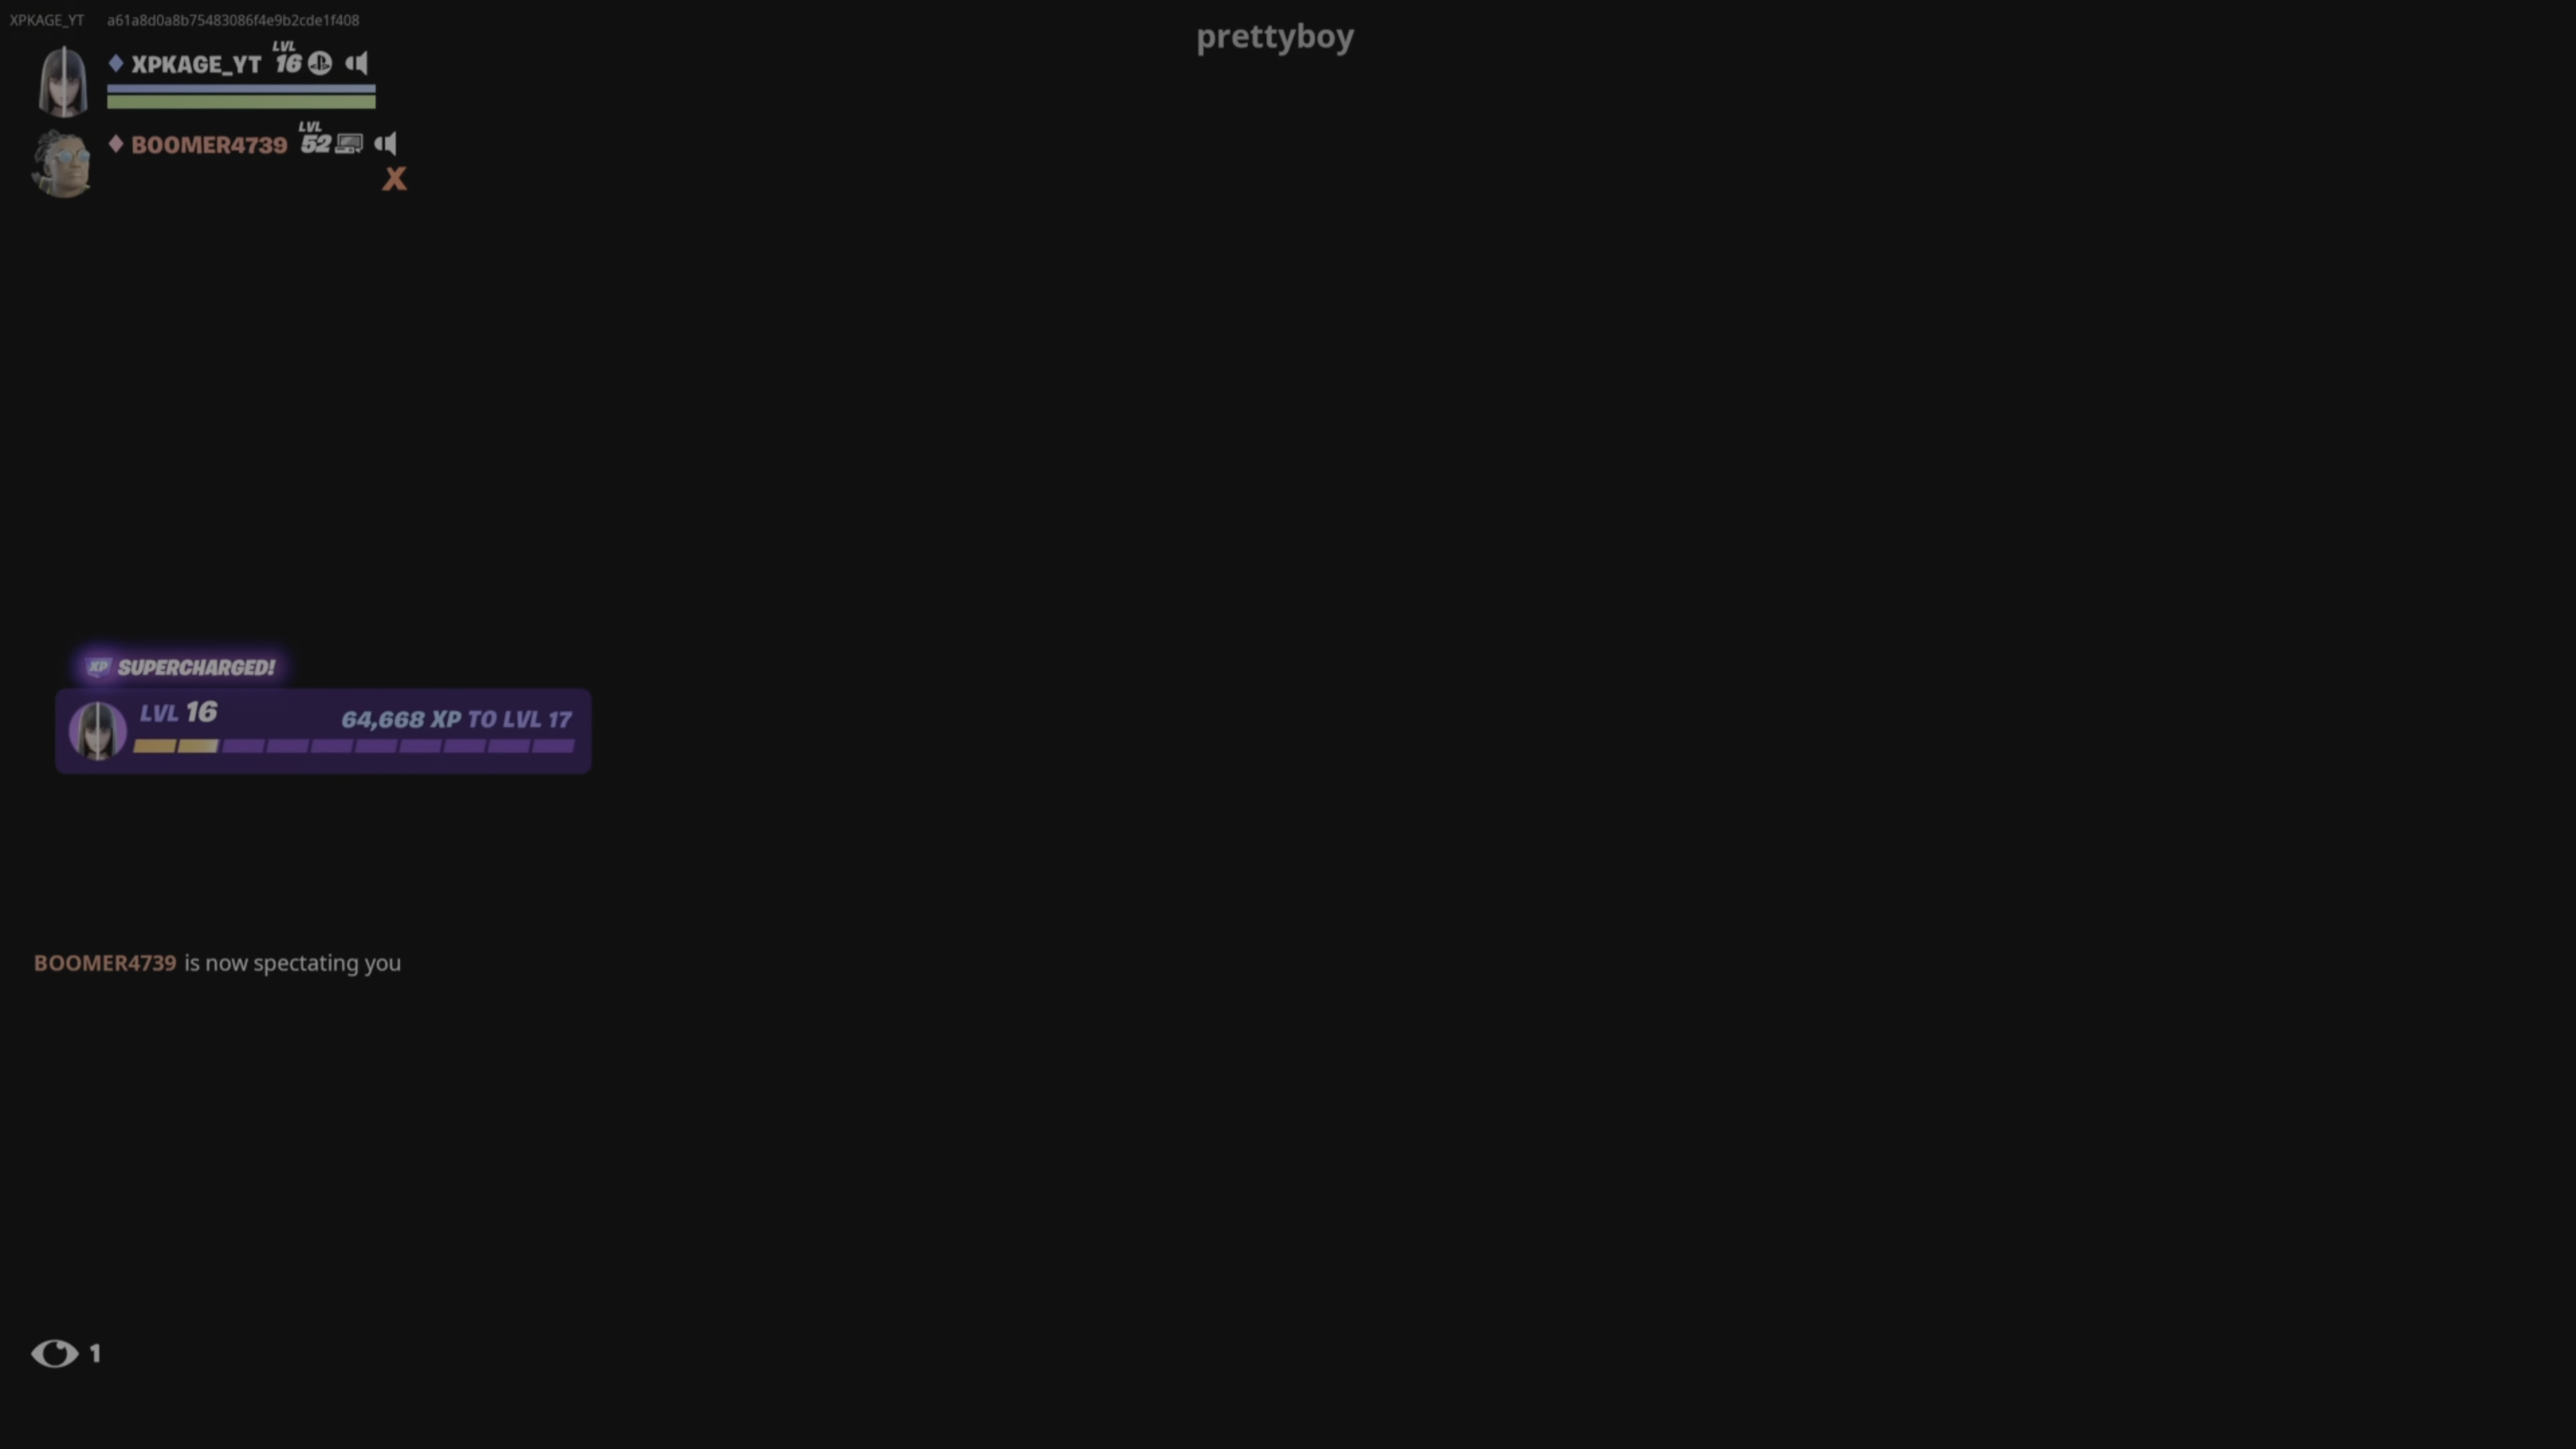 XPKAGE_YT a61a8d0a8b75483086f4e9b2cde1f408
prettyboy
XPKAGE_YT LVL 16
BOOMER4739 LVL 52
X
XP SUPERCHARGED!
LVL 16 64,668 XP TO LVL 17
BOOMER4739 is now spectating you
1